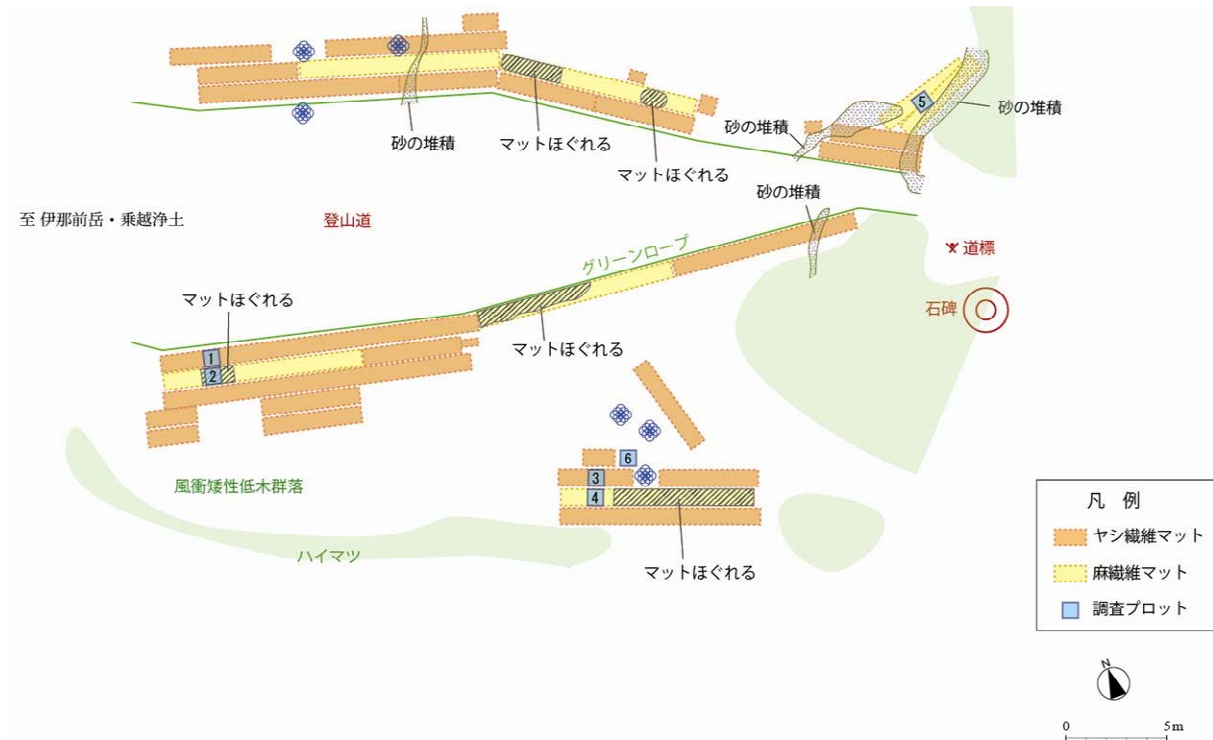 砂の堆積
マットほぐれる
マットほぐれる
砂の堆積
5
砂の堆積
砂の堆積
至 伊那前岳・乗越浄土
登山道
グリーンロープ
道標
石碑
マットほぐれる
マットほぐれる
1
2
6
3
4
風衝矮性低木群落
ハイマツ
マットほぐれる
凡 例
ヤシ繊維マット
麻繊維マット
調査プロット
N
0 5m